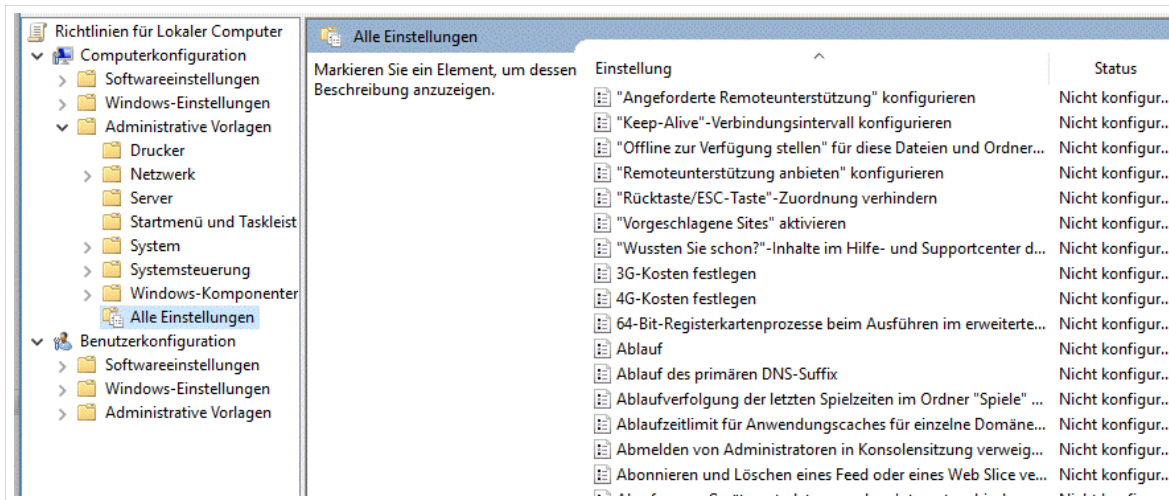 Richtlinien für Lokaler Computer
Computerkonfiguration
Softwareeinstellungen
Windows-Einstellungen
Administrative Vorlagen
Drucker
Netzwerk
Server
Startmenü und Taskleist
System
Systemsteuerung
Windows-Komponenter
Alle Einstellungen
Benutzerkonfiguration
Softwareeinstellungen
Windows-Einstellungen
Administrative Vorlagen
Alle Einstellungen
Markieren Sie ein Element, um dessen
Beschreibung anzuzeigen.
Einstellung Status
"Angeforderte Remoteunterstützung" konfigurieren Nicht konfigur...
"Keep-Alive"-Verbindungsintervall konfigurieren Nicht konfigur...
"Offline zur Verfügung stellen" für diese Dateien und Ordner... Nicht konfigur...
"Remoteunterstützung anbieten" konfigurieren Nicht konfigur...
"Rücktaste/ESC-Taste"-Zuordnung verhindern Nicht konfigur...
"Vorgeschlagene Sites" aktivieren Nicht konfigur...
"Wussten Sie schon?"-Inhalte im Hilfe- und Supportcenter d... Nicht konfigur...
3G-Kosten festlegen Nicht konfigur...
4G-Kosten festlegen Nicht konfigur...
64-Bit-Registerkartenprozesse beim Ausführen im erweiterte... Nicht konfigur...
Ablauf Nicht konfigur...
Ablauf des primären DNS-Suffix Nicht konfigur...
Ablaufverfolgung der letzten Spielzeiten im Ordner "Spiele" ... Nicht konfigur...
Ablaufzeitlimit für Anwendungscaches für einzelne Domäne... Nicht konfigur...
Abmelden von Administratoren in Konsolensitzung verweig... Nicht konfigur...
Abonnieren und Löschen eines Feed oder eines Web Slice ve... Nicht konfigur...